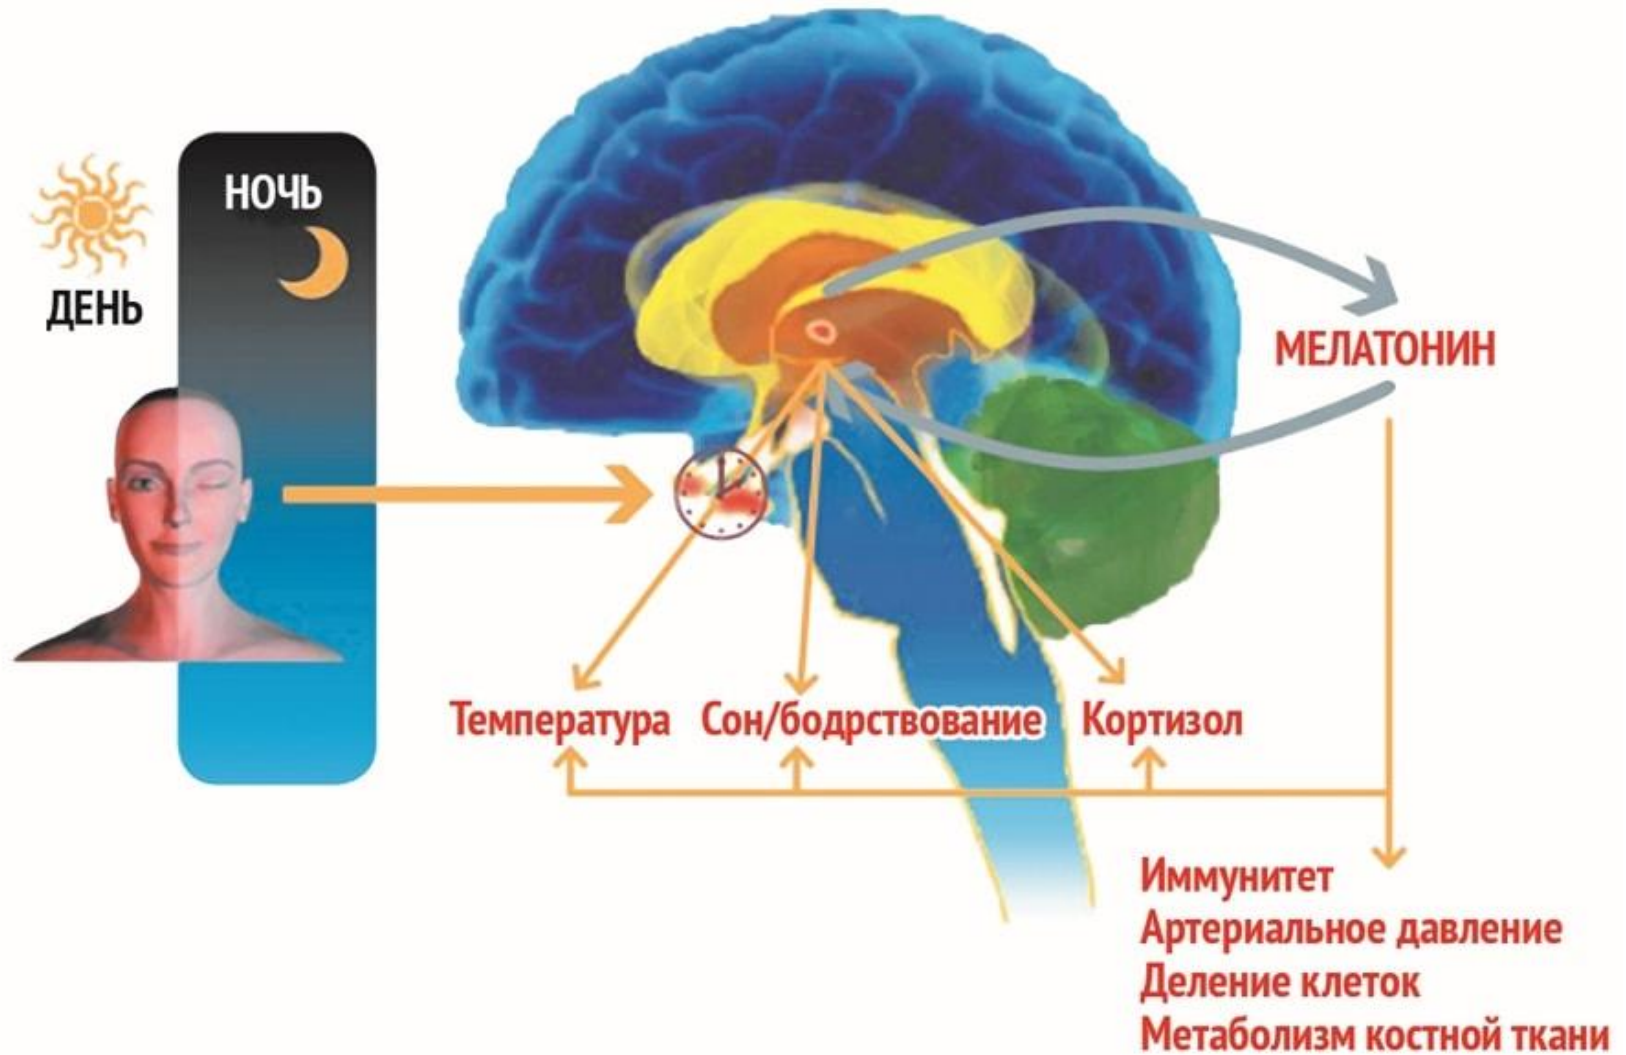 НОЧЬ
ДЕНЬ
МЕЛАТОНИН
Температура
Сон/бодрствование
Кортизол
Иммунитет
Артериальное давление
Деление клеток
Метаболизм костной ткани